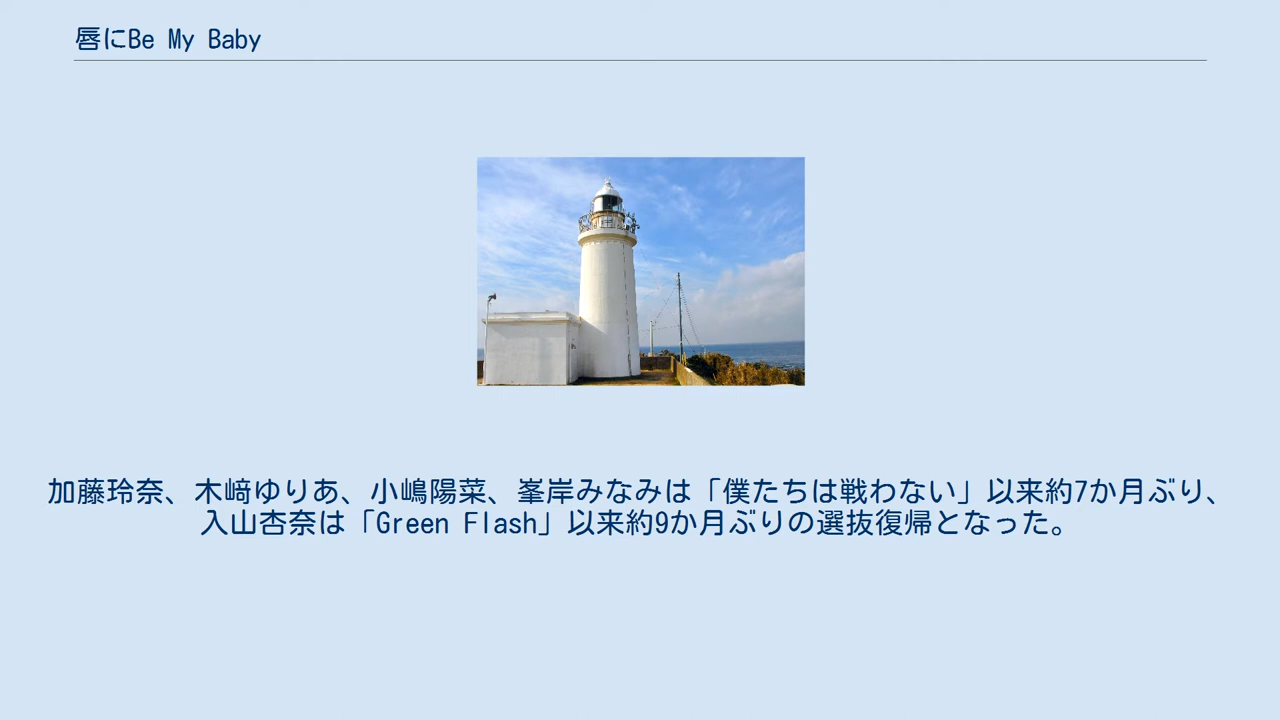 唇にBe My Baby
加藤玲奈、木﨑ゆりあ、小嶋陽菜、峯岸みなみは「僕たちは戦わない」以来約7か月ぶり、
入山杏奈は「Green Flash」以来約9か月ぶりの選抜復帰となった。